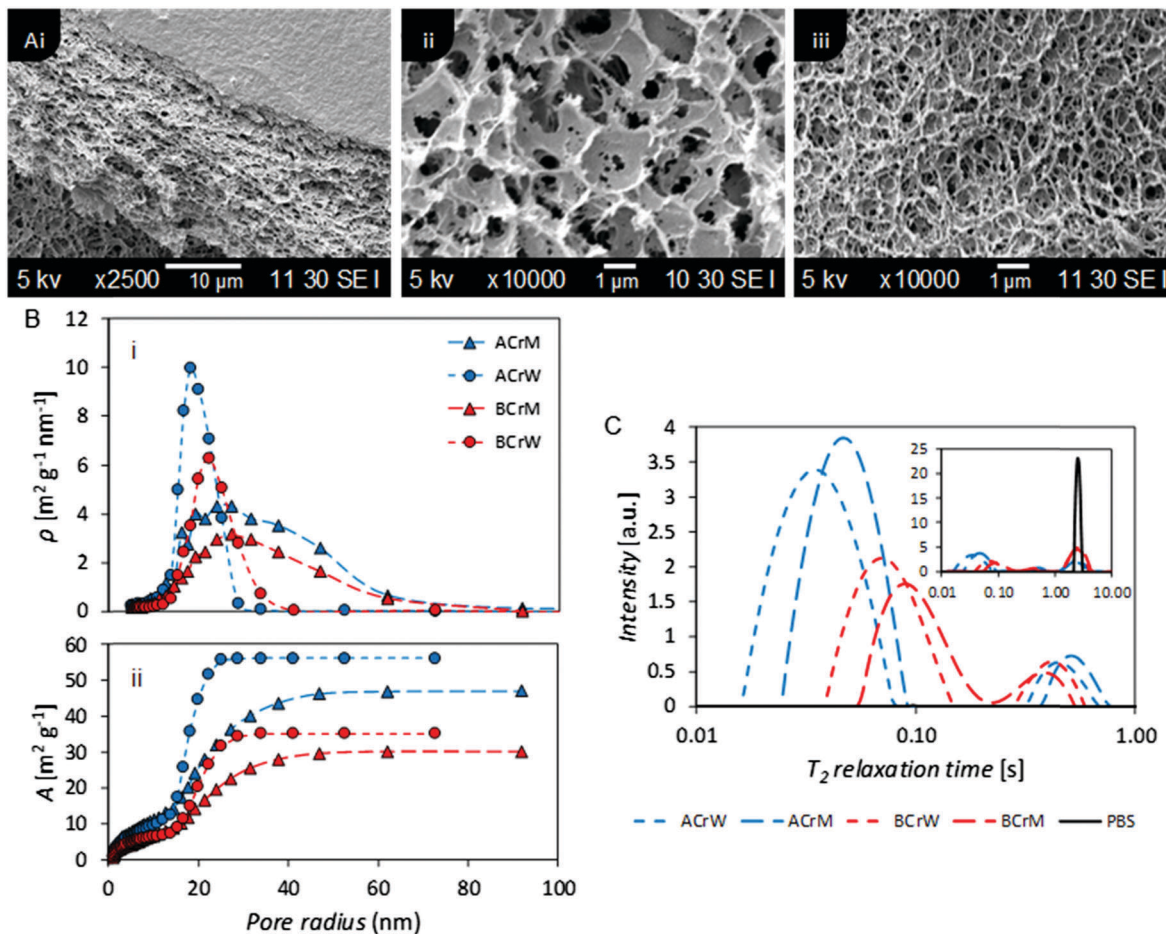 Ai
ii
iii
5 kv x2500 10 µm 11 30 SE I
5 kv x10000 1 µm 10 30 SE I
5 kv x10000 1 µm 11 30 SE I
B
i
12
10
8
6
4
2
0
ρ [m² g⁻¹ nm⁻¹]
ACrM
ACrW
BCrM
BCrW
ii
60
50
40
30
20
10
0
A [m² g⁻¹]
0 20 40 60 80 100
Pore radius (nm)
C
4
3.5
3
2.5
2
1.5
1
0.5
0
Intensity [a.u.]
0.01 0.10 1.00
T₂ relaxation time [s]
25
20
15
10
5
0
0.01 0.10 1.00 10.00
ACrW ACrM BCrW BCrM PBS